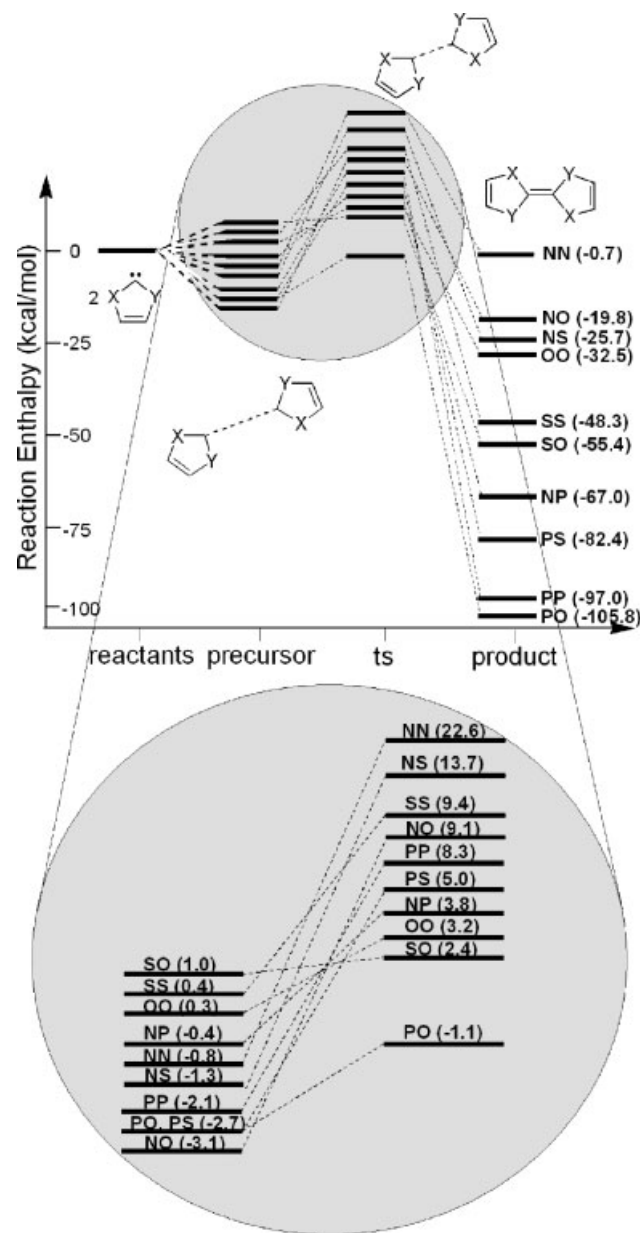 Y
X
X
Y
X
Y
Y
X
Reaction Enthalpy (kcal/mol)
0
-25
-50
-75
-100
2
X
Y
Y
X
X
Y
NN (-0.7)
NO (-19.8)
NS (-25.7)
OO (-32.5)
SS (-48.3)
SO (-55.4)
NP (-67.0)
PS (-82.4)
PP (-97.0)
PO (-105.8)
reactants precursor ts product
NN (22.6)
NS (13.7)
SS (9.4)
NO (9.1)
PP (8.3)
PS (5.0)
NP (3.8)
OO (3.2)
SO (2.4)
PO (-1.1)
SO (1.0)
SS (0.4)
OO (0.3)
NP (-0.4)
NN (-0.8)
NS (-1.3)
PP (-2.1)
PO, PS (-2.7)
NO (-3.1)